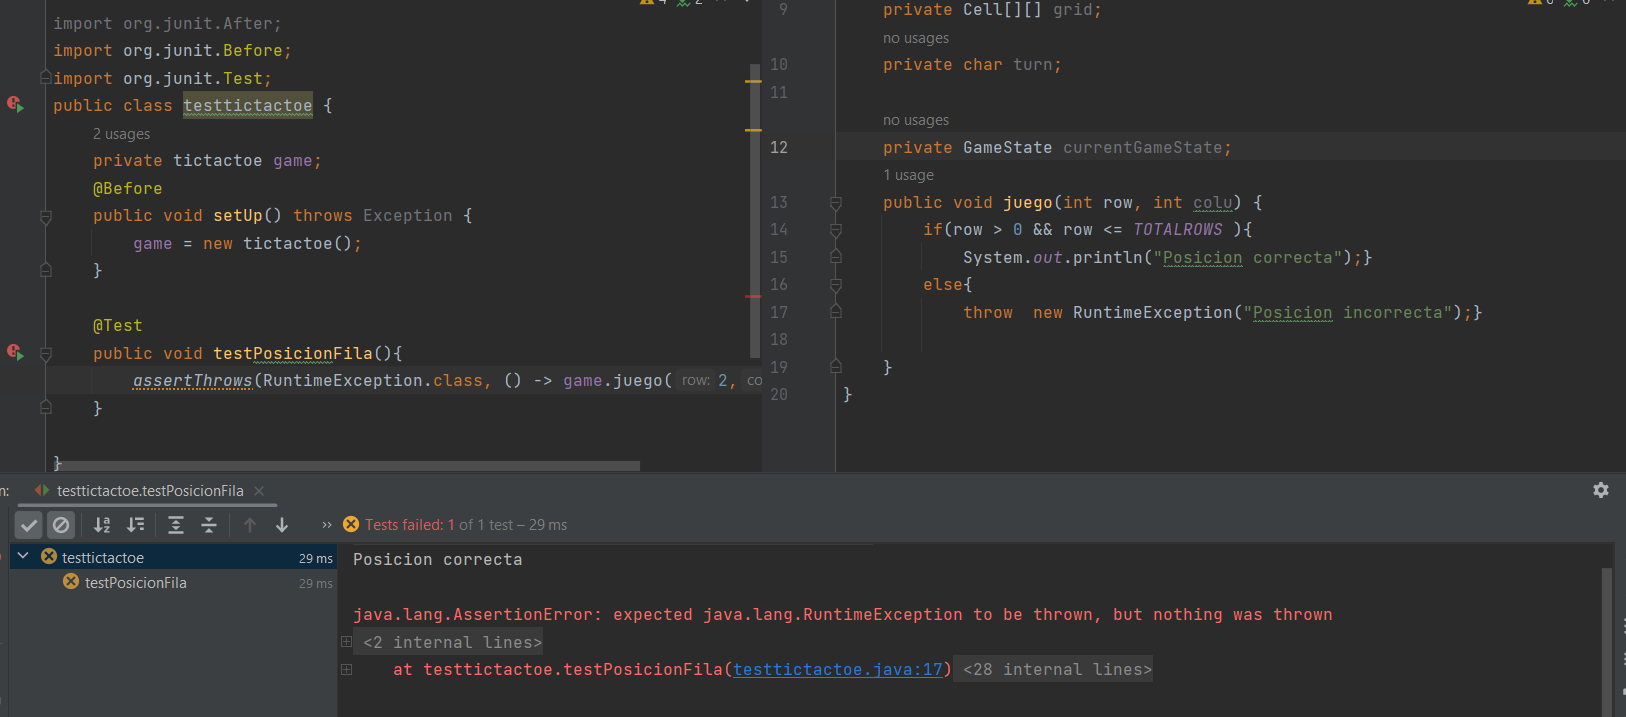 import org.junit.After;
import org.junit.Before;
import org.junit.Test;
public class testtictactoe {
2 usages
private tictactoe game;
@Before
public void setUp() throws Exception {
game = new tictactoe();
}
@Test
public void testPosicionFila(){
assertThrows(RuntimeException.class, () -> game.juego( row: 2, co
}
}
9 private Cell[][] grid;
no usages
10 private char turn;
11
no usages
12 private GameState currentGameState;
1 usage
13 public void juego(int row, int colu) {
14 if(row > 0 && row <= TOTALROWS ){
15 System.out.println("Posicion correcta");}
16 else{
17 throw  new RuntimeException("Posicion incorrecta");}
18
19 }
20 }
testtictactoe.testPosicionFila
Tests failed: 1 of 1 test – 29 ms
testtictactoe 29 ms
testPosicionFila 29 ms
Posicion correcta
java.lang.AssertionError: expected java.lang.RuntimeException to be thrown, but nothing was thrown
<2 internal lines>
at testtictactoe.testPosicionFila(testtictactoe.java:17) <28 internal lines>